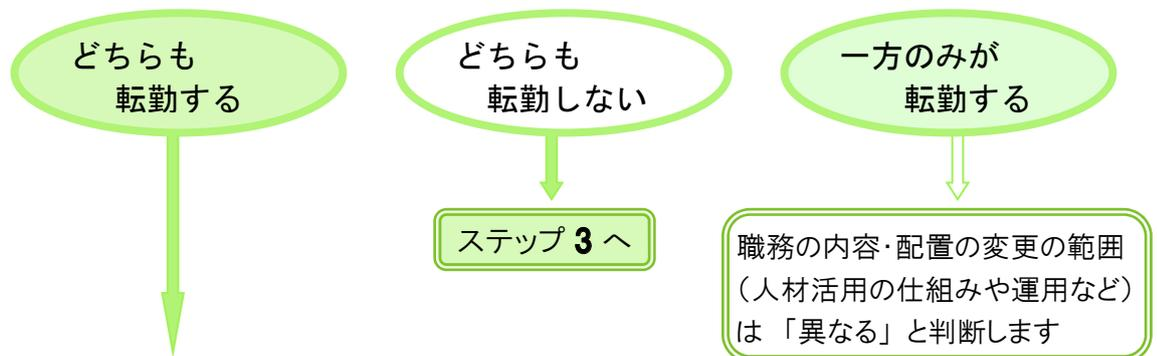 どちらも
転勤する
どちらも
転勤しない
一方のみが
転勤する
ステップ 3 へ
職務の内容・配置の変更の範囲
（人材活用の仕組みや運用など）
は 「異なる」 と判断します